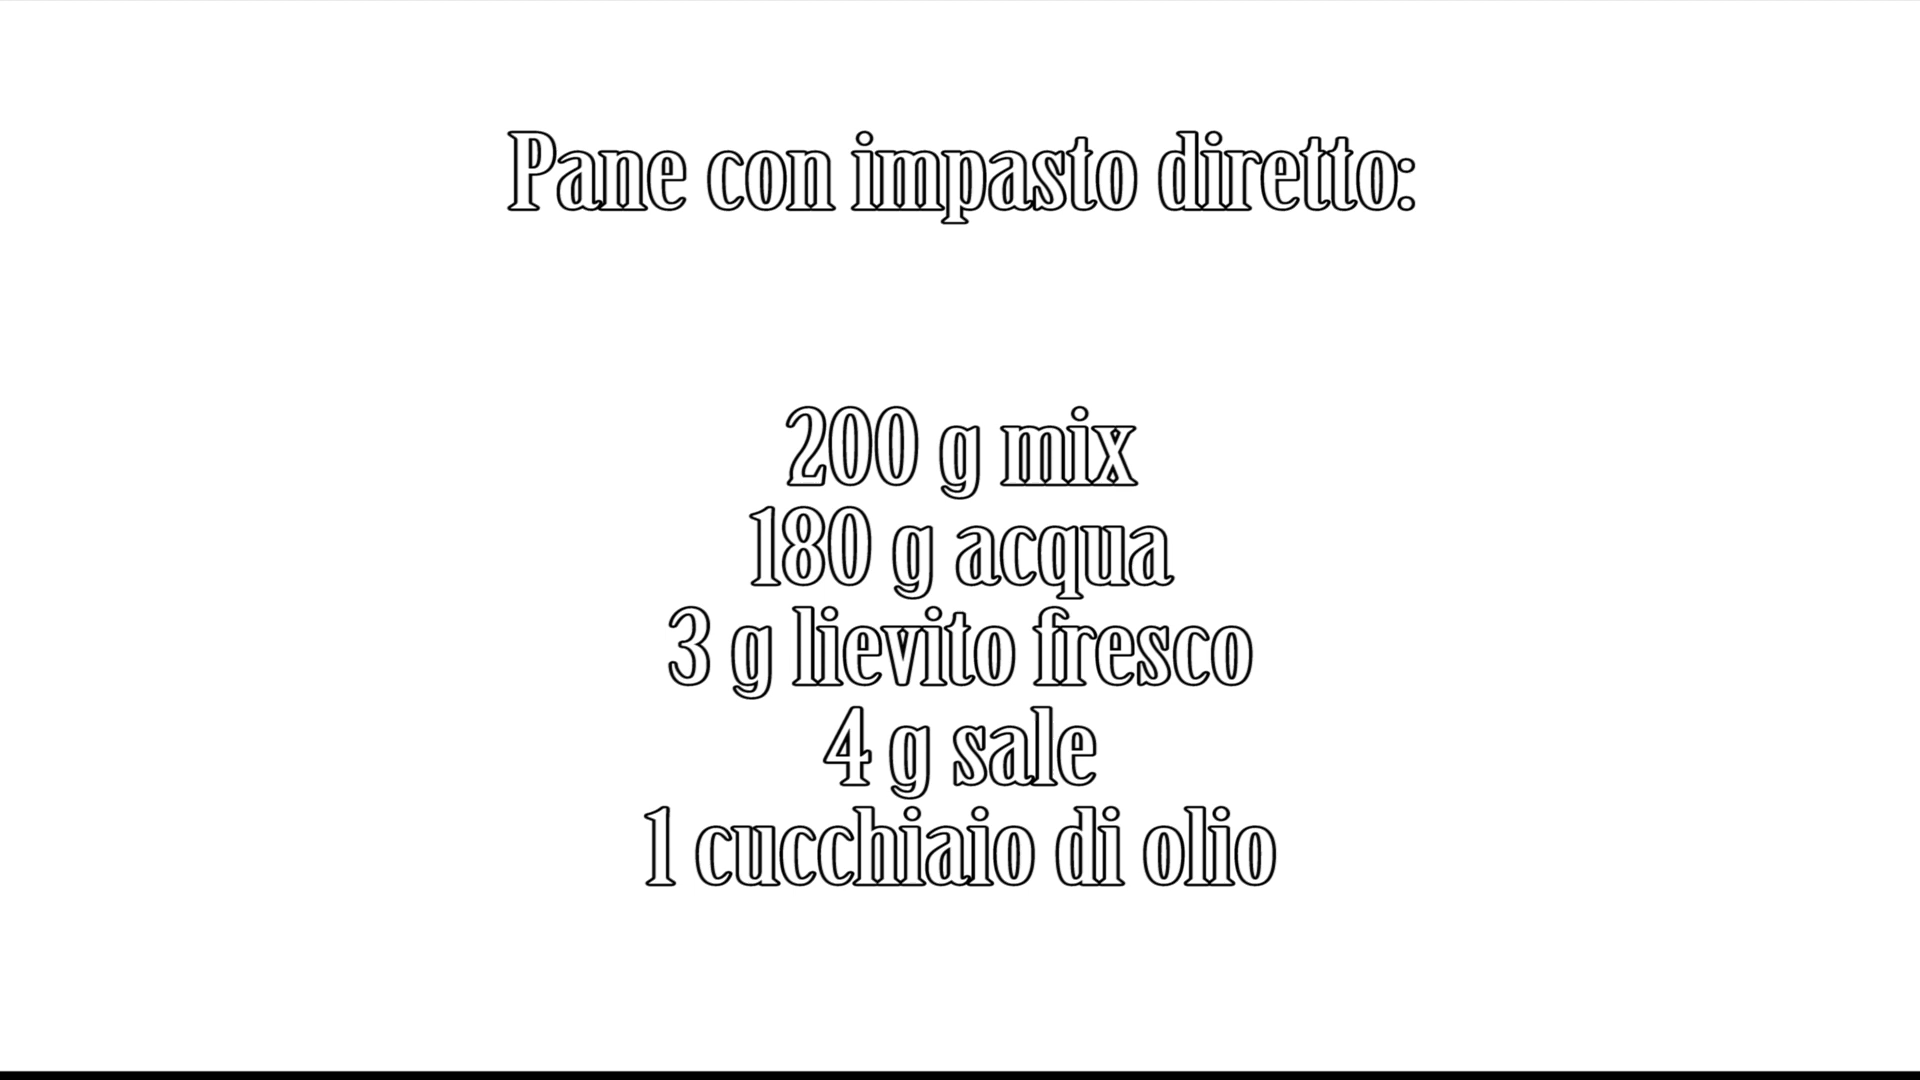 Pane con impasto diretto:
200 g mix
180 g acqua
3 g lievito fresco
4 g sale
1 cucchiaio di olio